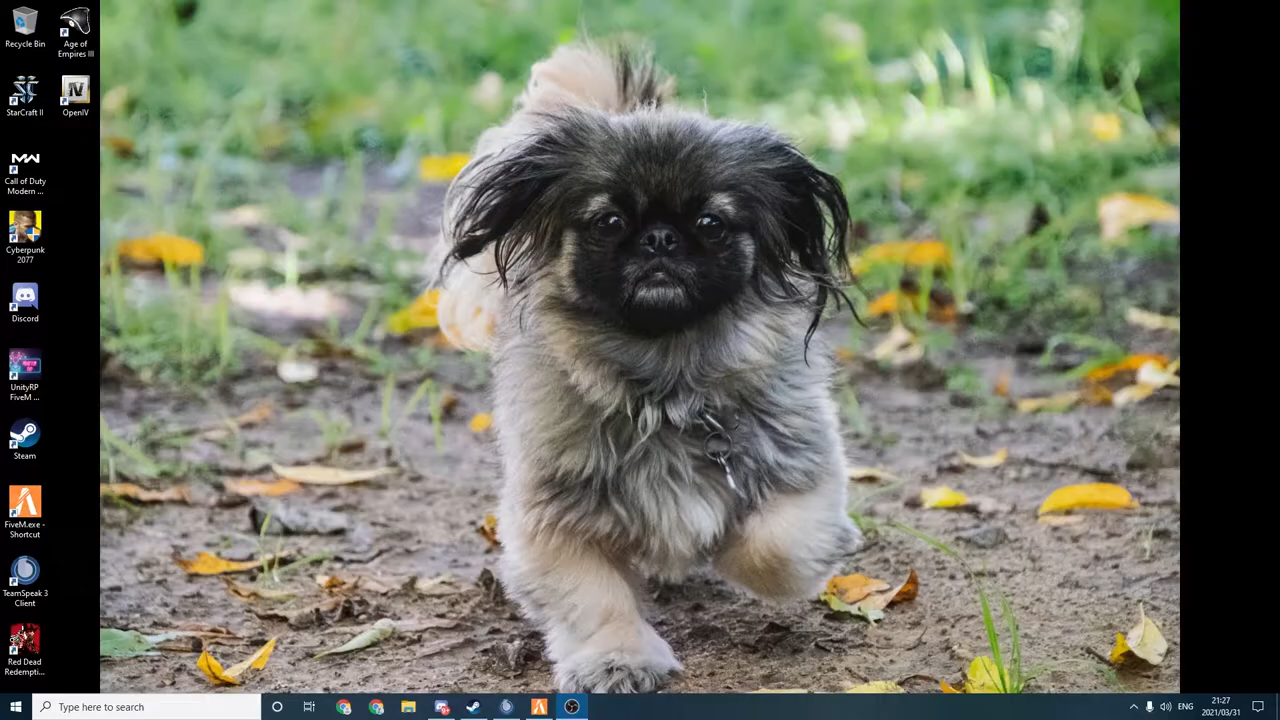 Recycle Bin
Age of
Empires III
StarCraft II
IV
OpenIV
MW
Call of Duty
Modern ...
Cyberpunk
2077
Discord
UnityRP
FiveM ...
Steam
FiveM.exe -
Shortcut
TeamSpeak 3
Client
Red Dead
Redempti...
Type here to search
ENG
21:27
2021/03/31